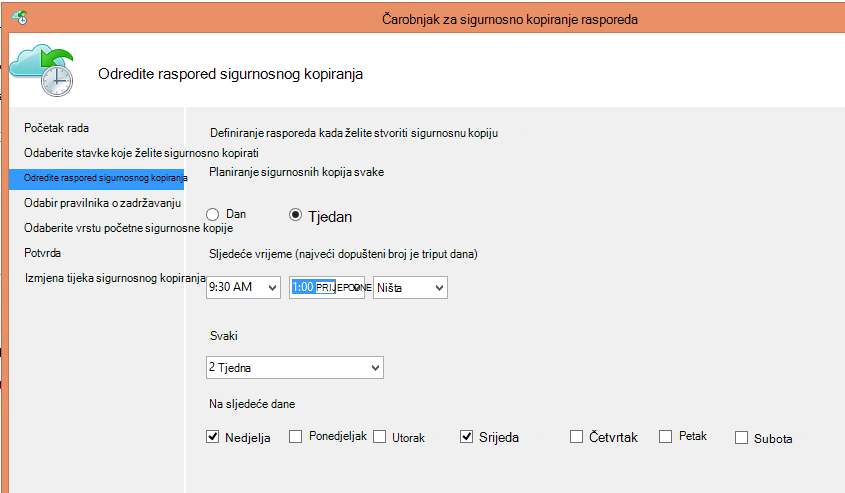 Čarobnjak za sigurnosno kopiranje rasporeda
Odredite raspored sigurnosnog kopiranja
Početak rada
Odaberite stavke koje želite sigurnosno kopirati
Odredite raspored sigurnosnog kopiranja
Odabir pravilnika o zadržavanju
Odaberite vrstu početne sigurnosne kopije
Potvrda
Izmjena tijeka sigurnosnog kopiranja
Definiranje rasporeda kada želite stvoriti sigurnosnu kopiju
Planiranje sigurnosnih kopija svake
Dan Tjedan
Sljedeće vrijeme (najveći dopušteni broj je triput dana)
9:30 AM 1:00 PRIJEPODNE Ništa
Svaki
2 Tjedna
Na sljedeće dane
Nedjelja Ponedjeljak Utorak Srijeda Četvrtak Petak Subota